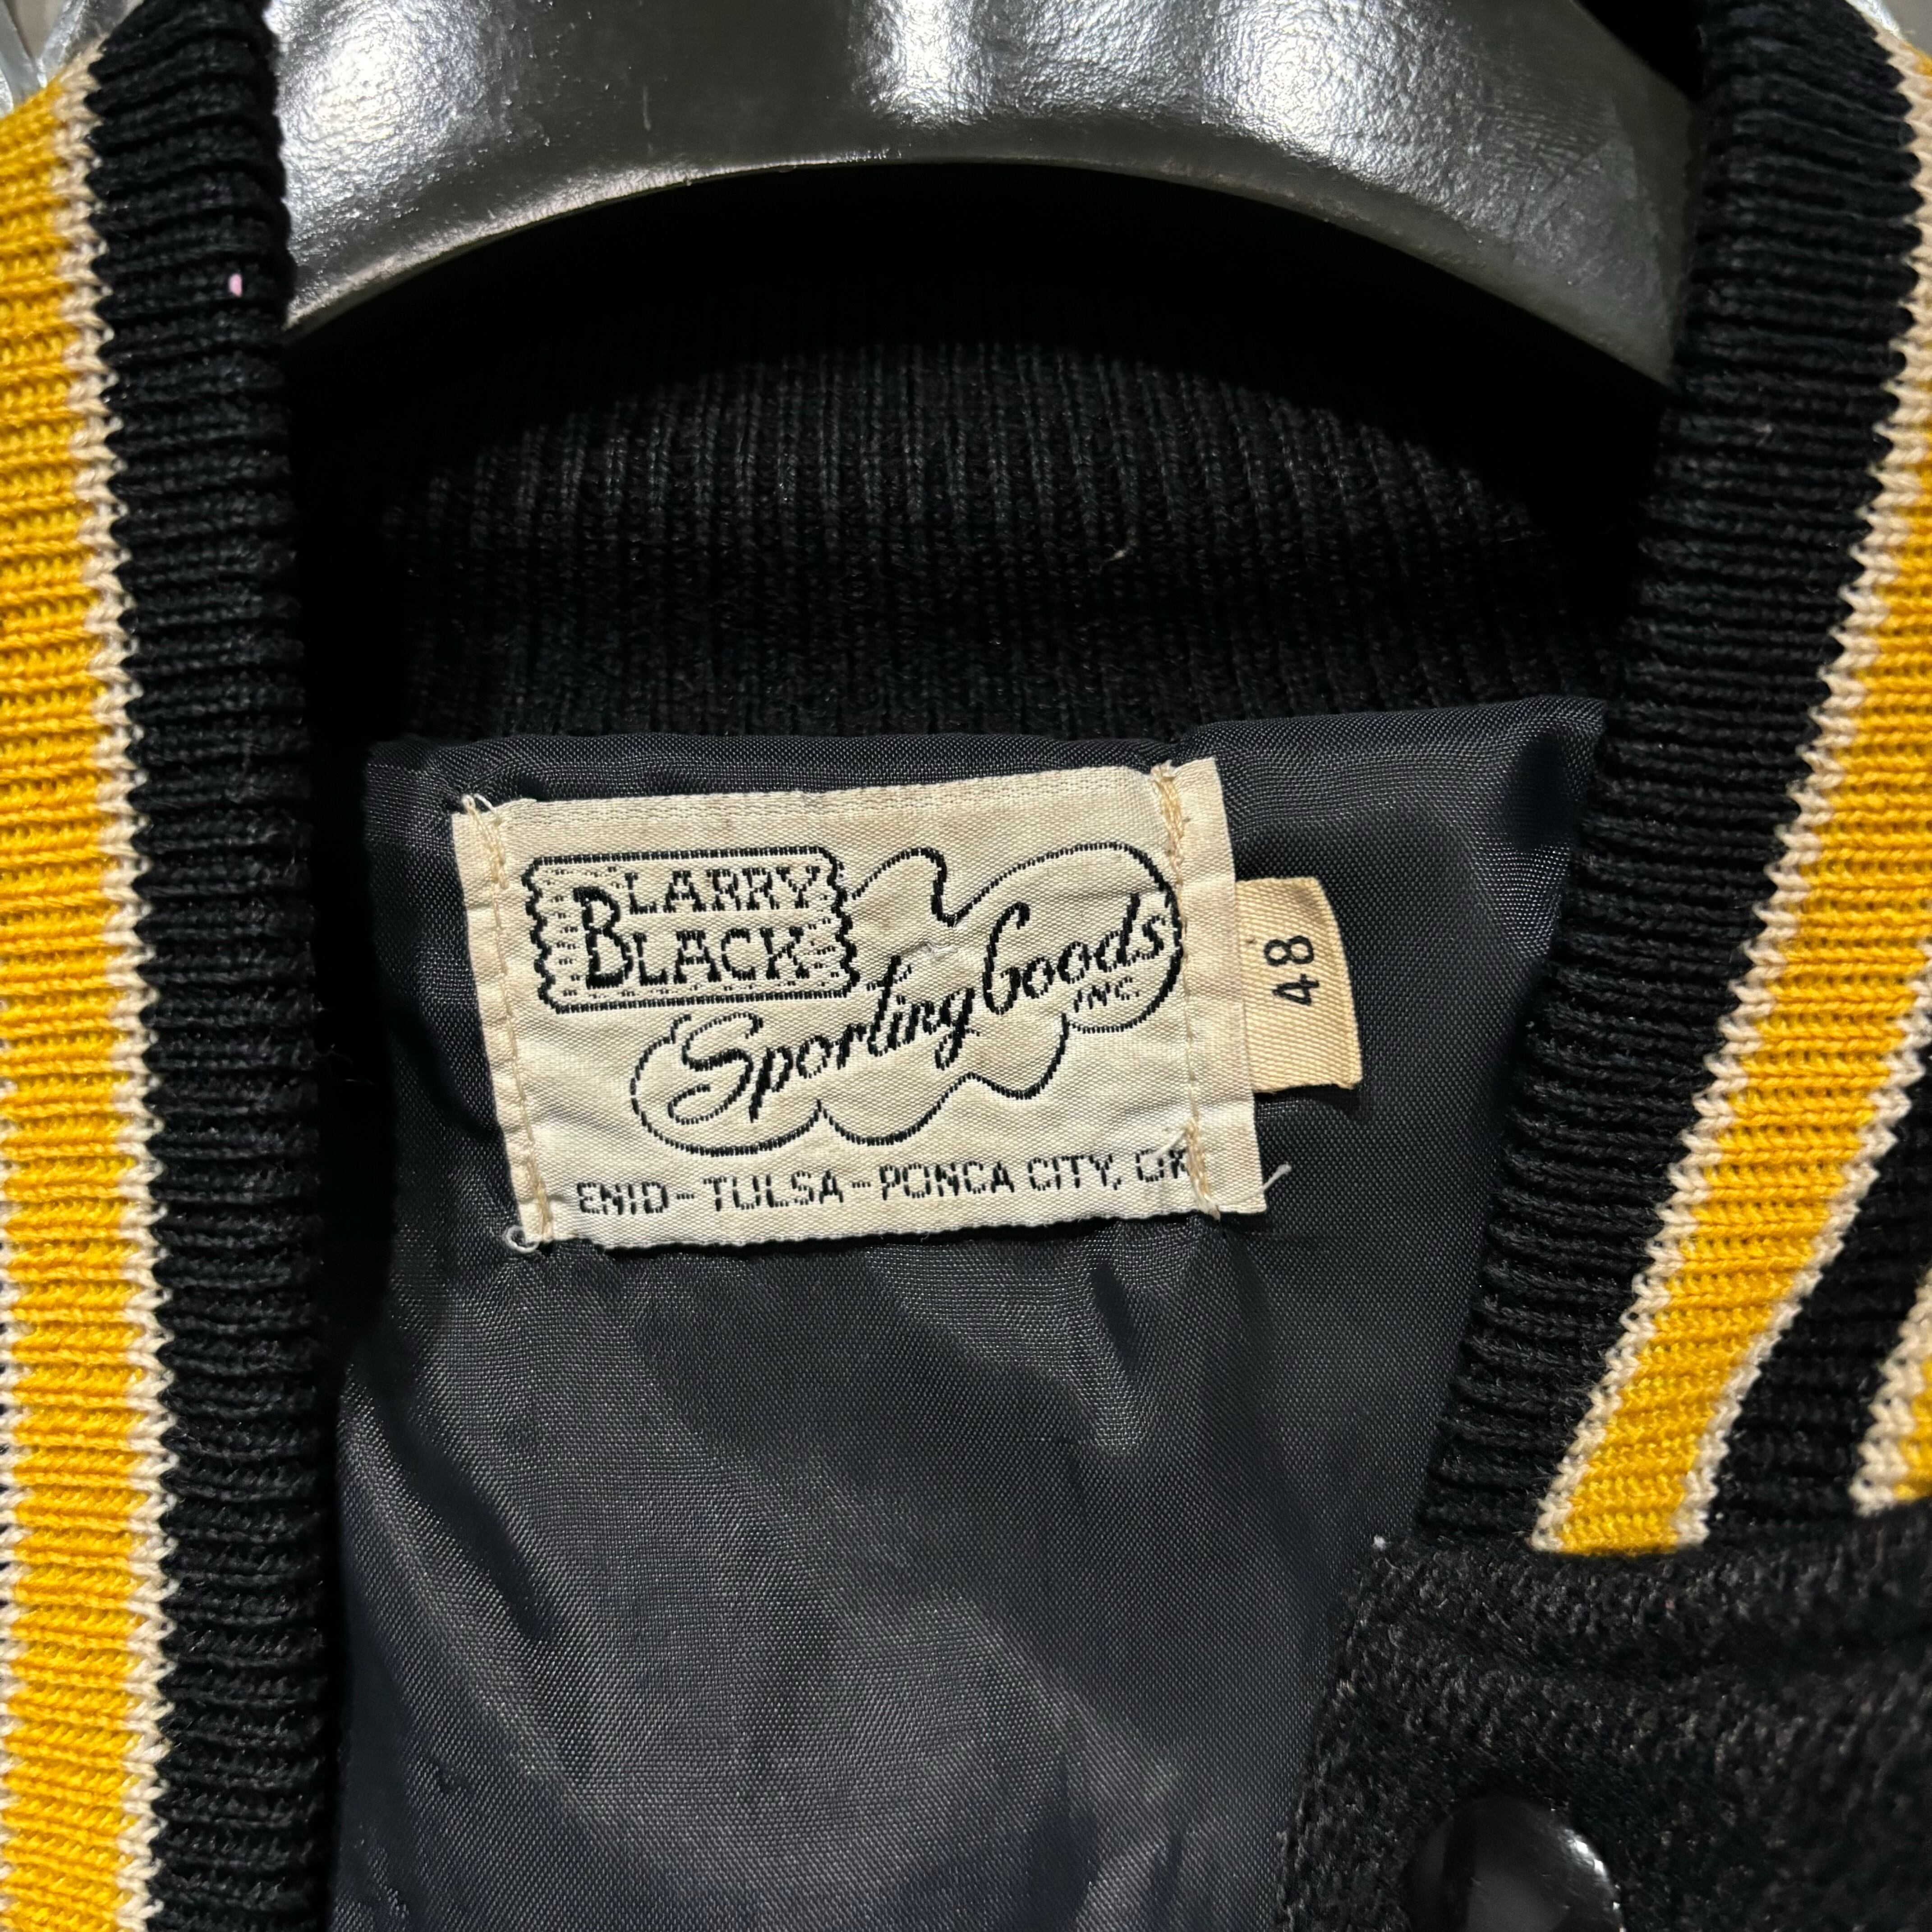 LARRY
BLACK
Sporting Goods
INC.
ENID-TULSA-PONCA CITY, OK
48